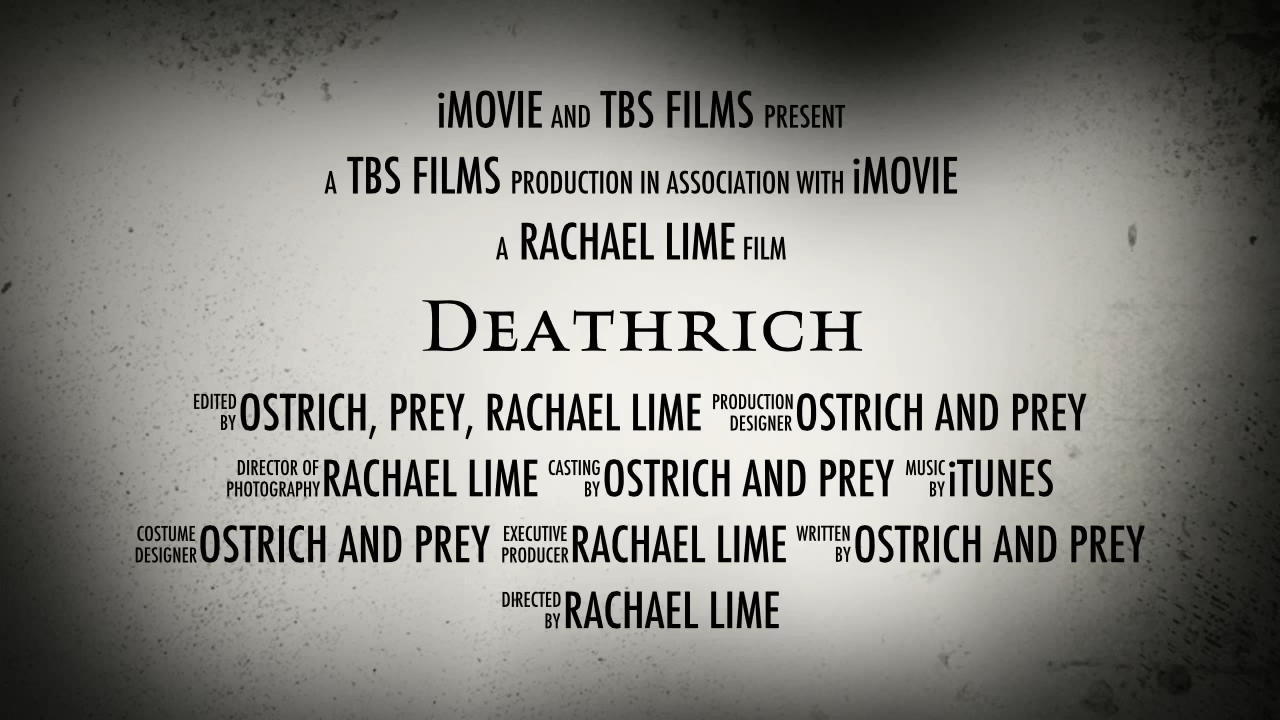 iMOVIE AND TBS FILMS PRESENT
A TBS FILMS PRODUCTION IN ASSOCIATION WITH iMOVIE
A RACHAEL LIME FILM
DEATHRICH
EDITED BY OSTRICH, PREY, RACHAEL LIME PRODUCTION DESIGNER OSTRICH AND PREY
DIRECTOR OF PHOTOGRAPHY RACHAEL LIME CASTING BY OSTRICH AND PREY MUSIC BY iTUNES
COSTUME DESIGNER OSTRICH AND PREY EXECUTIVE PRODUCER RACHAEL LIME WRITTEN BY OSTRICH AND PREY
DIRECTED BY RACHAEL LIME